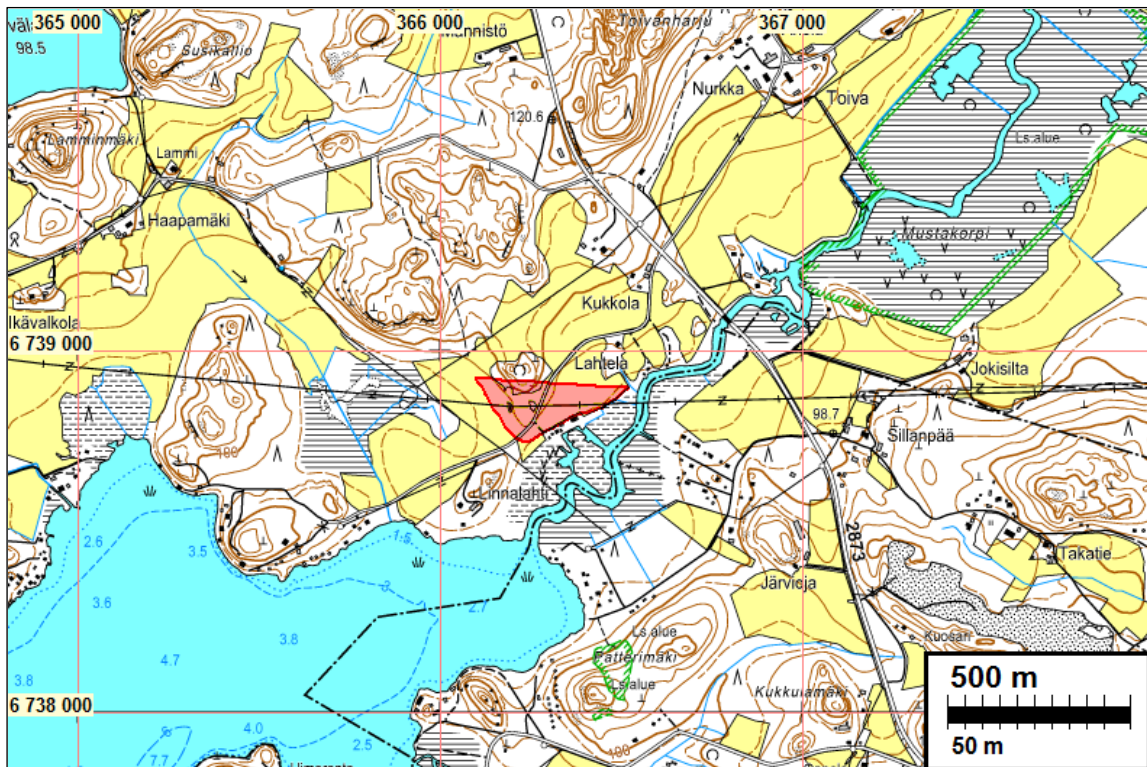 365 000
366 000
367 000
98.5
Susikallio
Toivanharju
Männistö
Nurkka
Toiva
120.6
Lamminmäki
Lammi
Ls alue
Haapamäki
Mustakorpi
Kukkola
Ikävalkola
6 739 000
Lahtela
Jokisilta
98.7
Sillanpää
100
Linnalahti
1.5
2.6
3.5
3
2.7
2873
Takatie
3.6
Järvioja
3.8
Ls alue
Kuosari
4.7
Patterimäki
Ls alue
3.8
Kukkulamäki
500 m
6 738 000
4.0
2.5
100
7.7
50 m